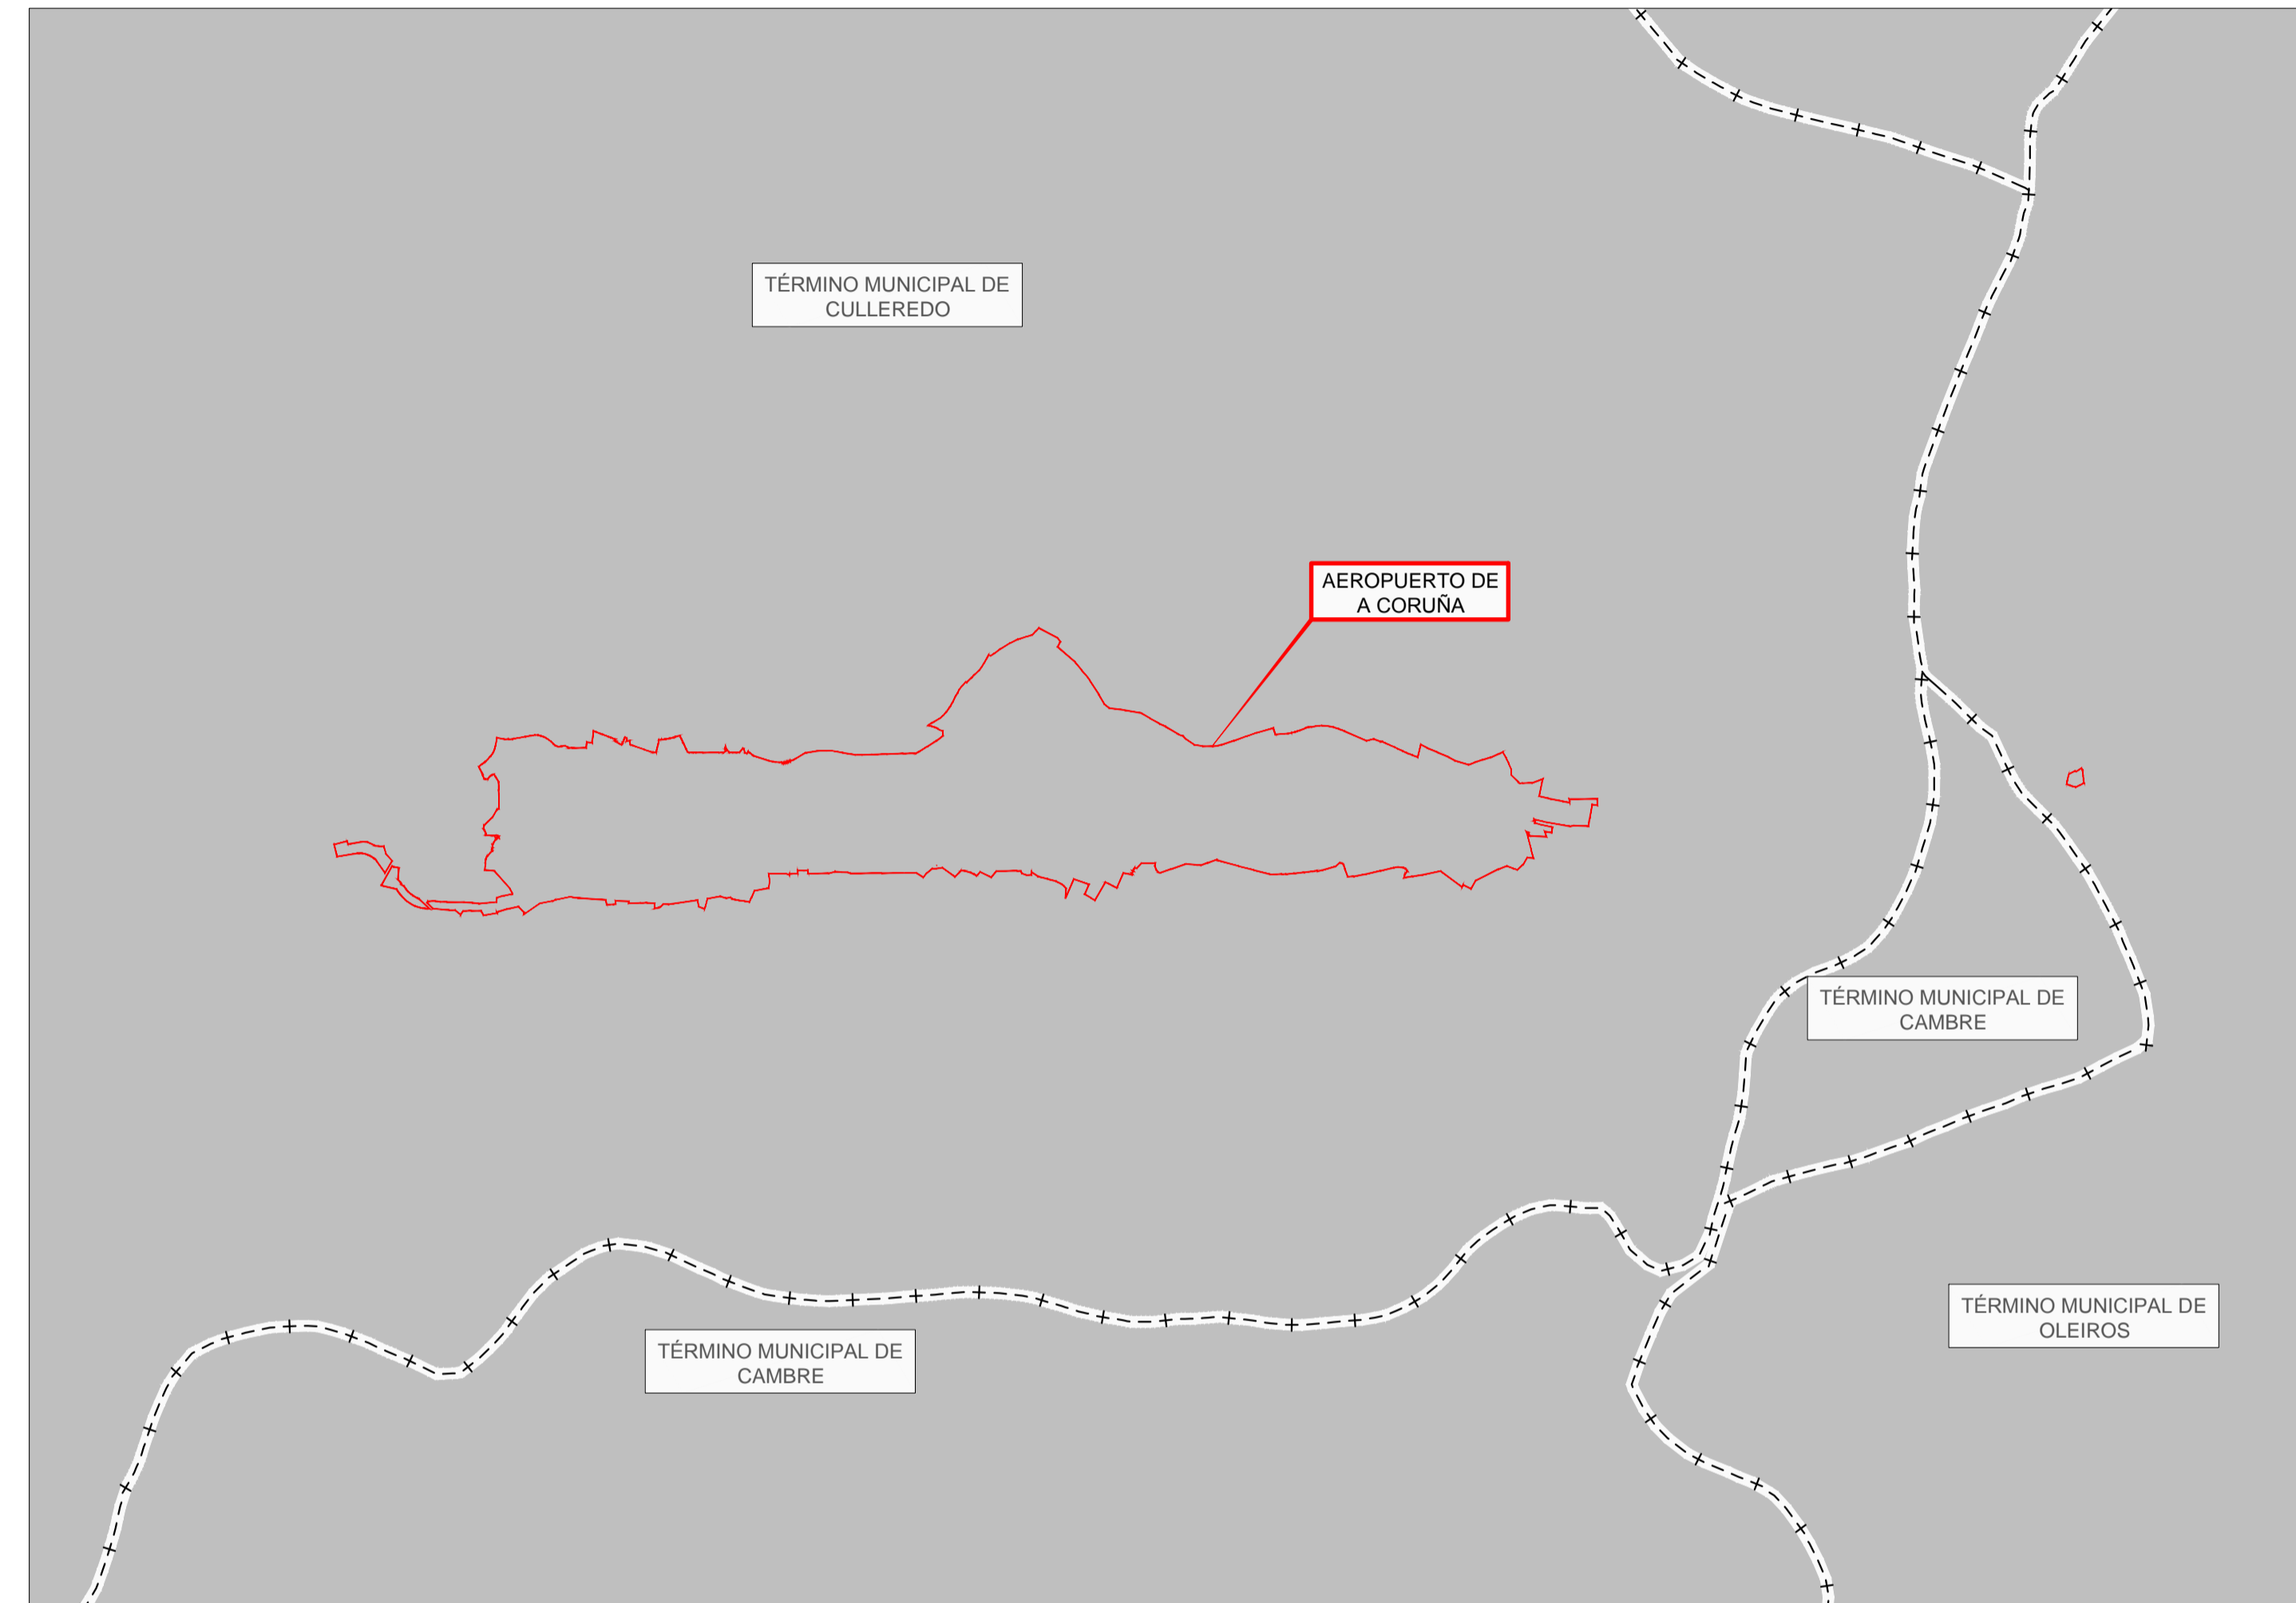 TÉRMINO MUNICIPAL DE
CULLEREDO
AEROPUERTO DE
A CORUÑA
TÉRMINO MUNICIPAL DE
CAMBRE
TÉRMINO MUNICIPAL DE
OLEIROS
TÉRMINO MUNICIPAL DE
CAMBRE